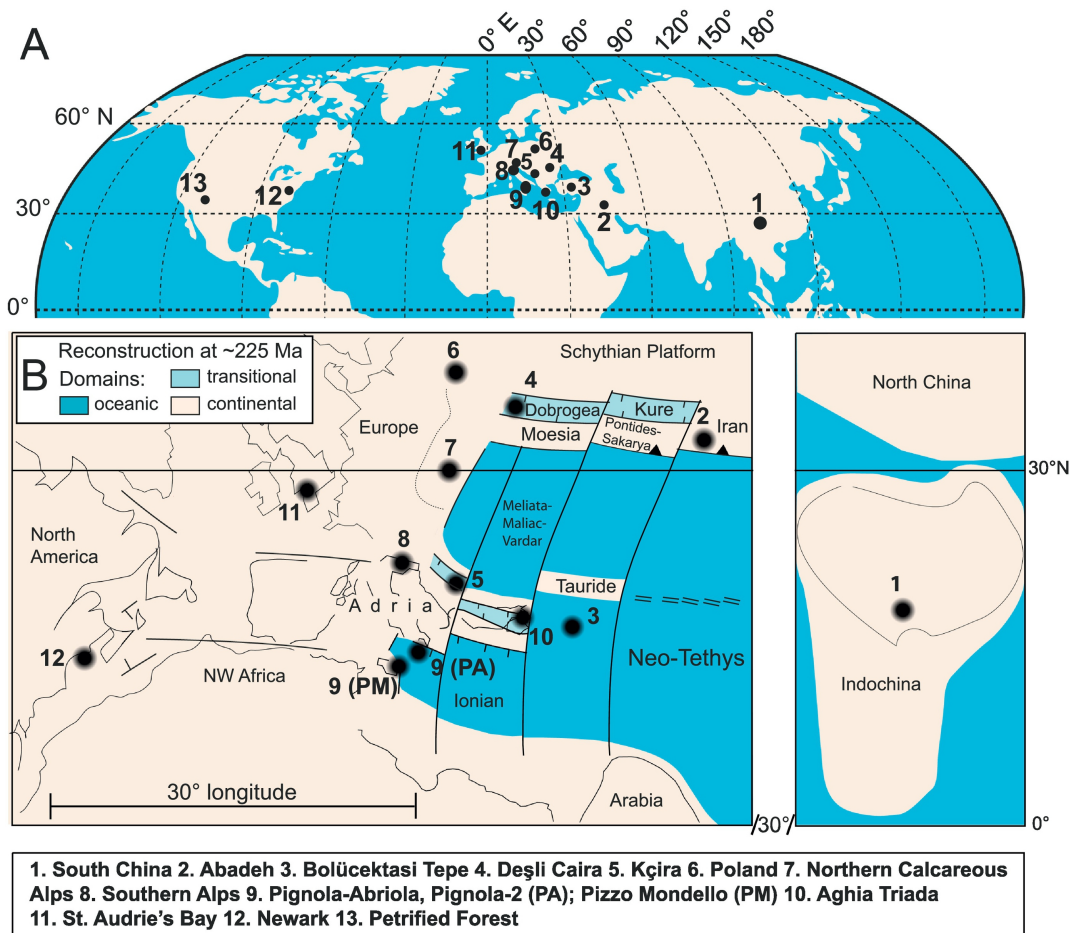 A
0° E 30° 60° 90° 120° 150° 180°
60° N
11 7 6
5 4
8
13 12
9 10 3
2 1
30°
0°
B
Reconstruction at ~225 Ma
Domains: transitional
oceanic continental
6
Schythian Platform
4
Dobrogea Kure
2
Iran
Europe
Moesia
Pontides-
Sakarya
7
Meliata-
Maliac-
Vardar
11
North
America
8
5
Tauride
Adria
3
10
12
NW Africa
9 (PA)
9 (PM)
Neo-Tethys
Ionian
30° longitude
Arabia
/30°/
North China
30°N
1
Indochina
0°
1. South China 2. Abadeh 3. Bolücektasi Tepe 4. Deşli Caira 5. Kçira 6. Poland 7. Northern Calcareous
Alps 8. Southern Alps 9. Pignola-Abriola, Pignola-2 (PA); Pizzo Mondello (PM) 10. Aghia Triada
11. St. Audrie's Bay 12. Newark 13. Petrified Forest